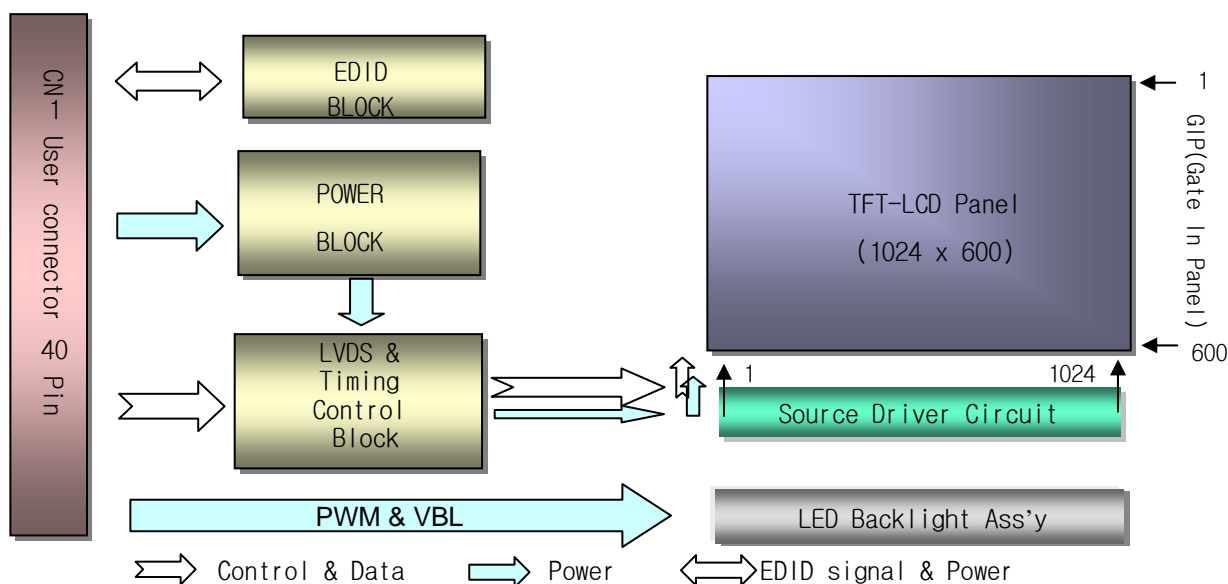 CN1 User connector 40 Pin
EDID
BLOCK
POWER
BLOCK
LVDS &
Timing
Control
Block
TFT-LCD Panel
(1024 x 600)
1
GIP(Gate In Panel)
600
1
1024
Source Driver Circuit
PWM & VBL
LED Backlight Ass’y
Control & Data
Power
EDID signal & Power